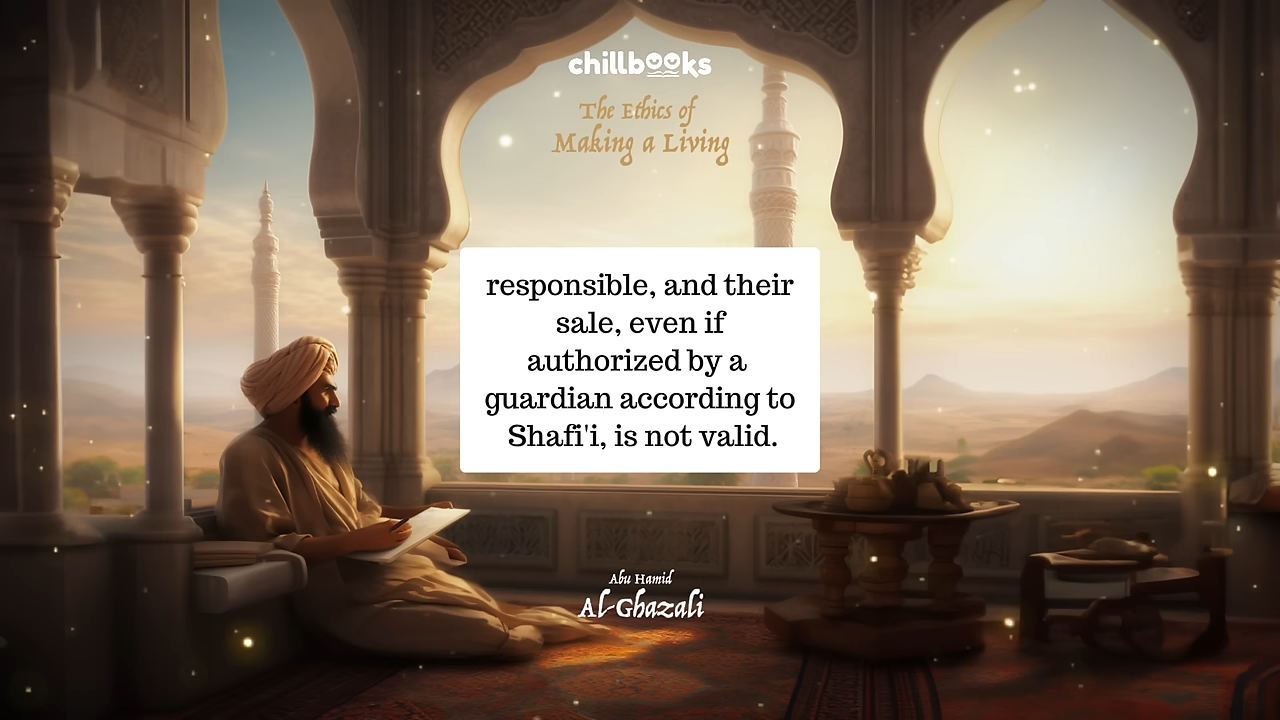 chillbooks
The Ethics of
Making a Living
responsible, and their
sale, even if
authorized by a
guardian according to
Shafi'i, is not valid.
Abu Hamid
Al-Ghazali